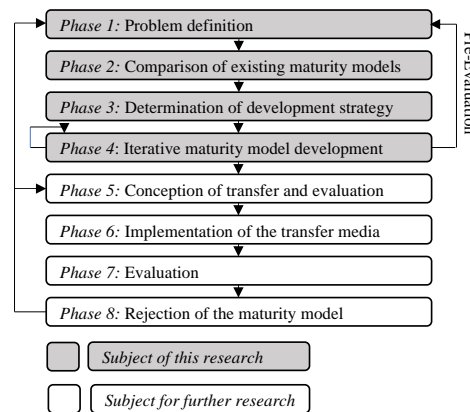 Phase 1: Problem definition
Phase 2: Comparison of existing maturity models
Phase 3: Determination of development strategy
Phase 4: Iterative maturity model development
Phase 5: Conception of transfer and evaluation
Phase 6: Implementation of the transfer media
Phase 7: Evaluation
Phase 8: Rejection of the maturity model
Pre-Evaluation
Subject of this research
Subject for further research